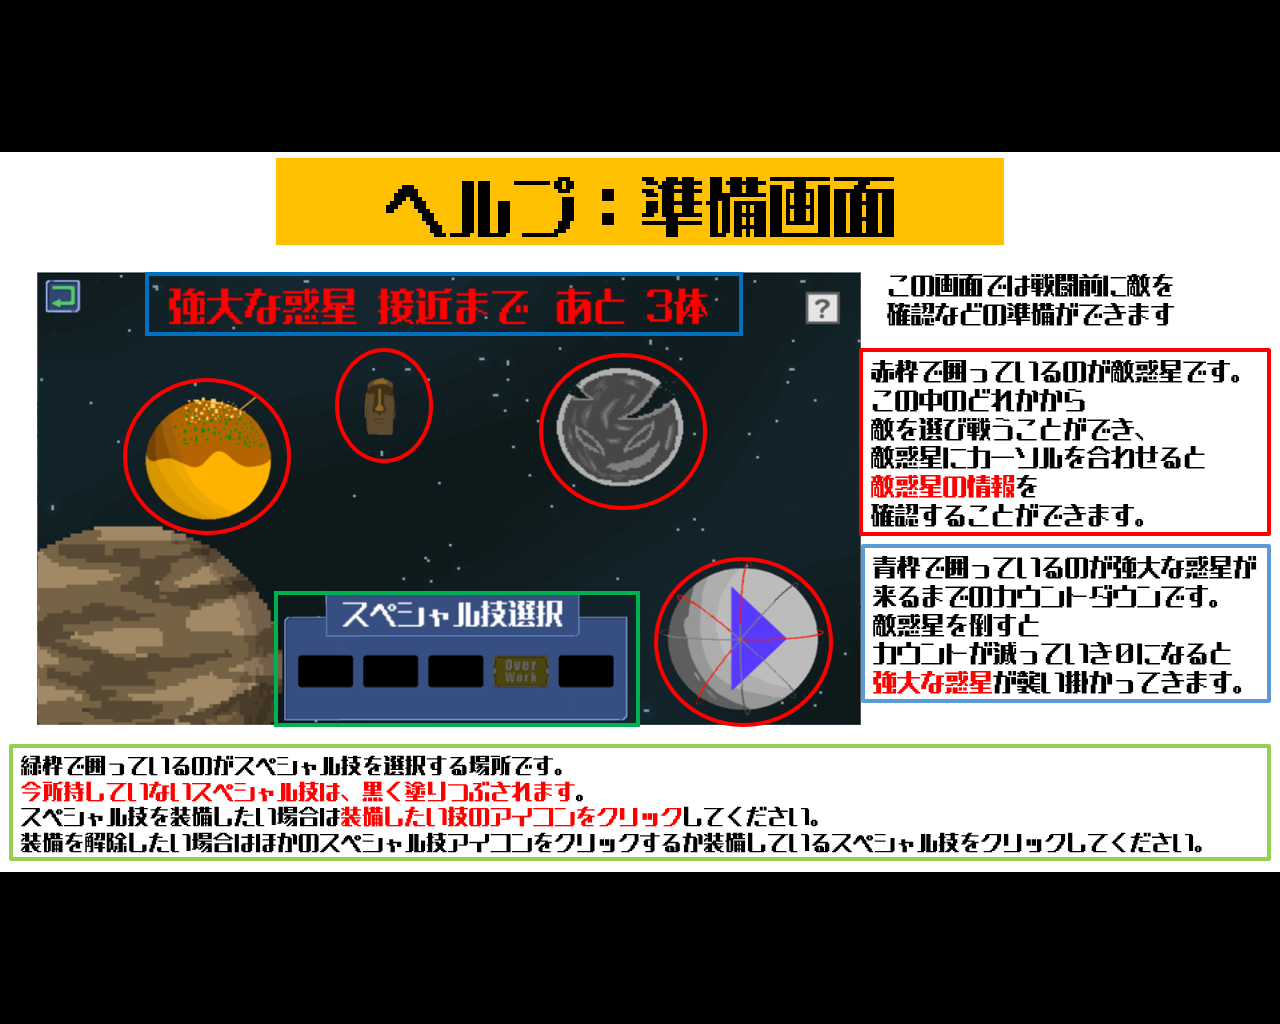 ヘルプ：準備画面
強大な惑星 接近まで あと 3体
?
スペシャル技選択
Over
Work
この画面では戦闘前に敵を
確認などの準備ができます
赤枠で囲っているのが敵惑星です。
この中のどれかから
敵を選び戦うことができ、
敵惑星にカーソルを合わせると
敵惑星の情報を
確認することができます。
青枠で囲っているのが強大な惑星が
来るまでのカウントダウンです。
敵惑星を倒すと
カウントが減っていき0になると
強大な惑星が襲い掛かってきます。
緑枠で囲っているのがスペシャル技を選択する場所です。
今所持していないスペシャル技は、黒く塗りつぶされます。
スペシャル技を装備したい場合は装備したい技のアイコンをクリックしてください。
装備を解除したい場合はほかのスペシャル技アイコンをクリックするか装備しているスペシャル技をクリックしてください。